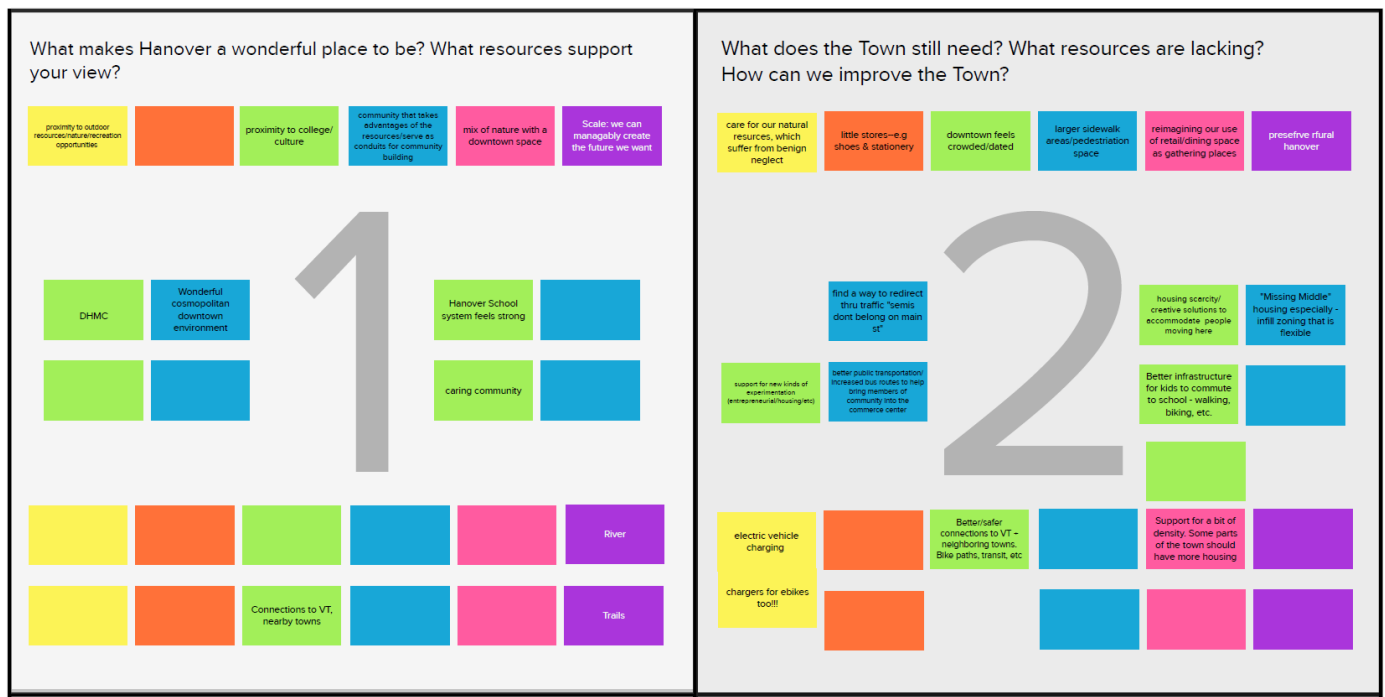 What makes Hanover a wonderful place to be? What resources support
your view?
proximity to outdoor
resources/nature/recreation
opportunities
proximity to college/
culture
community that takes
advantages of the
resources/serve as
conduits for community
building
mix of nature with a
downtown space
Scale: we can
managably create
the future we want
1
DHMC
Wonderful
cosmopolitan
downtown
environment
Hanover School
system feels strong
caring community
River
Connections to VT,
nearby towns
Trails
What does the Town still need? What resources are lacking?
How can we improve the Town?
care for our natural
resurces, which
suffer from benign
neglect
little stores--e.g
shoes & stationery
downtown feels
crowded/dated
larger sidewalk
areas/pedestriation
space
reimagining our use
of retail/dining space
as gathering places
presefrve rfural
hanover
2
find a way to redirect
thru traffic "semis
dont belong on main
st"
housing scarcity/
creative solutions to
accommodate people
moving here
"Missing Middle"
housing especially -
infill zoning that is
flexible
support for new kinds of
experimentation
(entrepreneurial/housing/etc)
better public transportation/
increased bus routes to help
bring members of
community into the
commerce center
Better infrastructure
for kids to commute
to school - walking,
biking, etc.
electric vehicle
charging
Better/safer
connections to VT –
neighboring towns.
Bike paths, transit, etc
Support for a bit of
density. Some parts
of the town should
have more housing
chargers for ebikes
too!!!